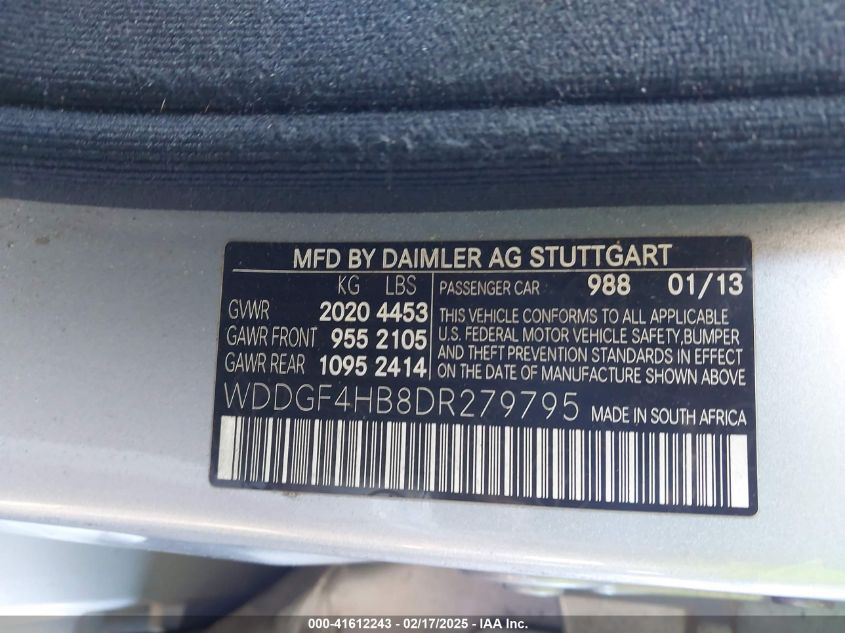 MFD BY DAIMLER AG STUTTGART
KG LBS
GVWR 2020 4453
GAWR FRONT 955 2105
GAWR REAR 1095 2414
PASSENGER CAR 988 01/13
THIS VEHICLE CONFORMS TO ALL APPLICABLE
U.S. FEDERAL MOTOR VEHICLE SAFETY,BUMPER
AND THEFT PREVENTION STANDARDS IN EFFECT
ON THE DATE OF MANUFACTURE SHOWN ABOVE
WDDGF4HB8DR279795 MADE IN SOUTH AFRICA
000-41612243 - 02/17/2025 - IAA Inc.